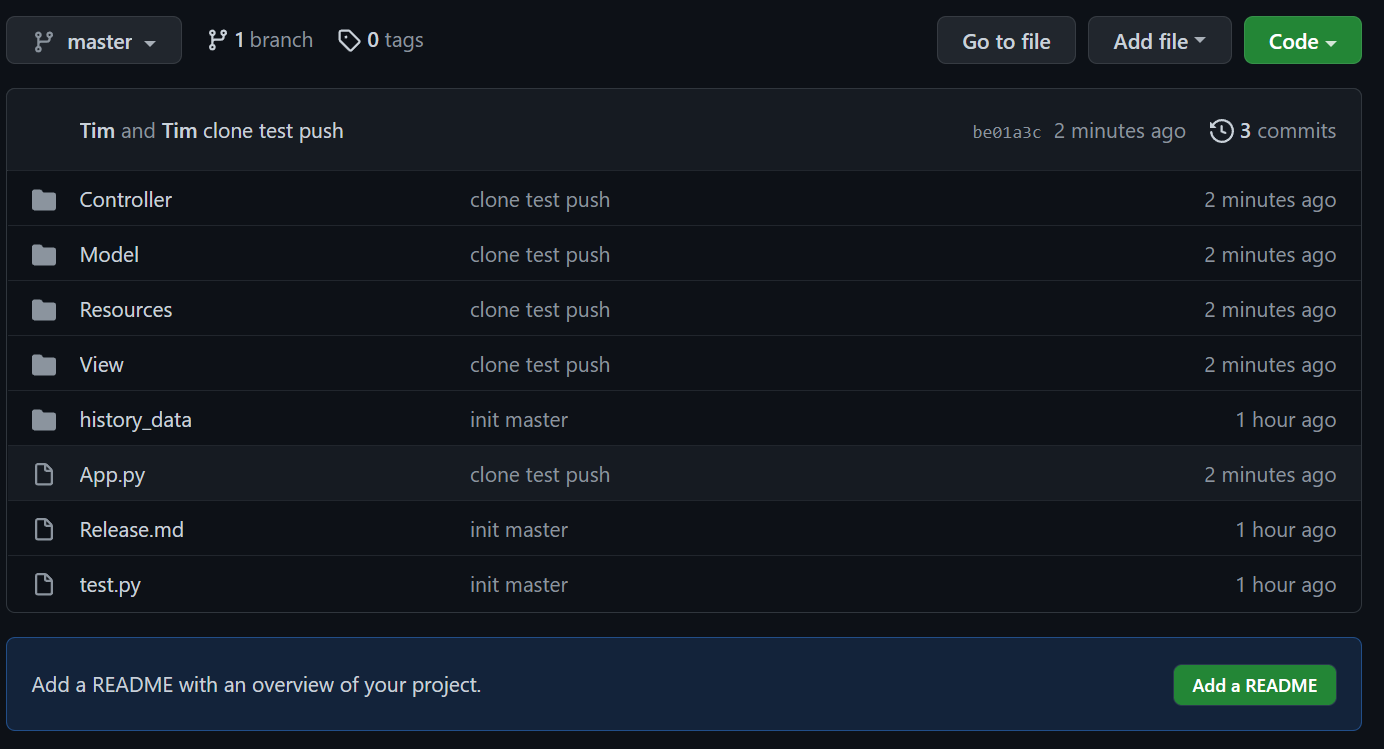 master 1 branch 0 tags Go to file Add file Code
Tim and Tim clone test push be01a3c 2 minutes ago 3 commits
Controller clone test push 2 minutes ago
Model clone test push 2 minutes ago
Resources clone test push 2 minutes ago
View clone test push 2 minutes ago
history_data init master 1 hour ago
App.py clone test push 2 minutes ago
Release.md init master 1 hour ago
test.py init master 1 hour ago
Add a README with an overview of your project. Add a README